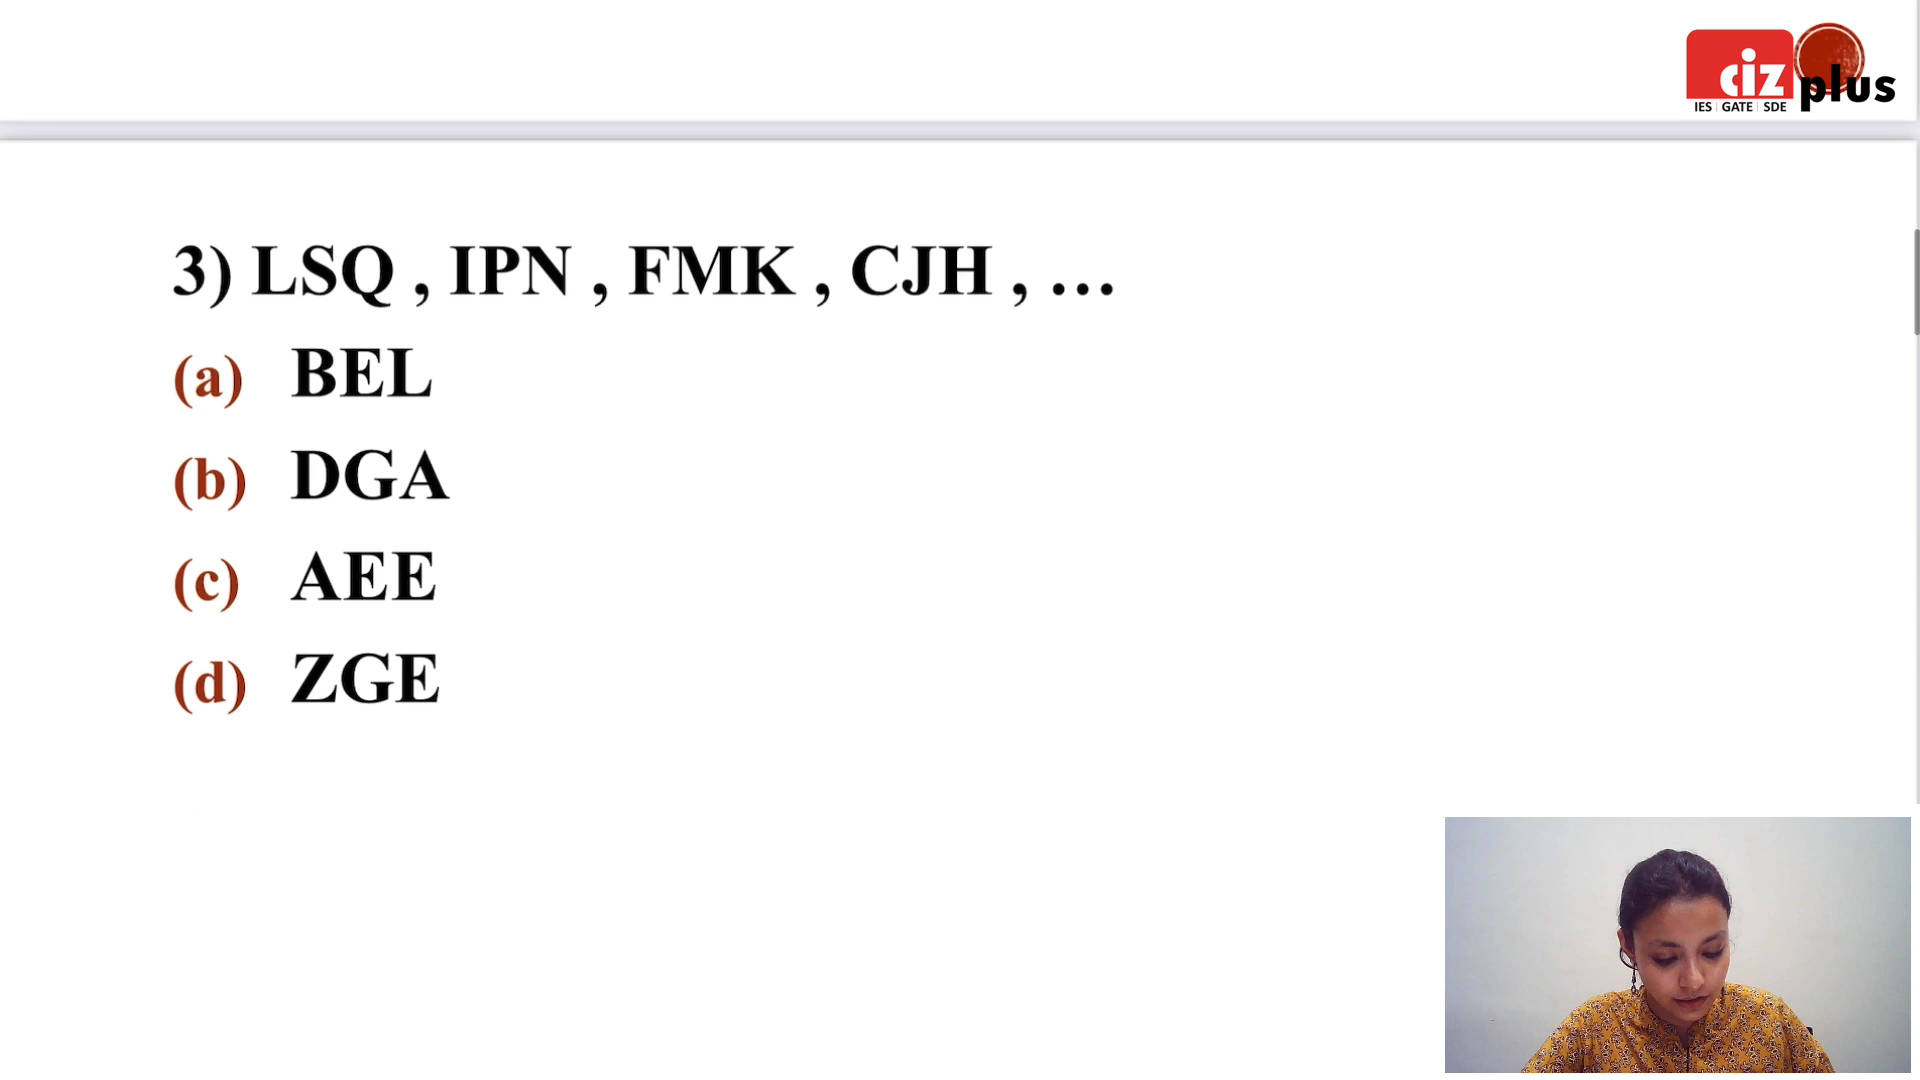 ciz plus
IES | GATE | SDE
3) LSQ , IPN , FMK , CJH , ...
(a) BEL
(b) DGA
(c) AEE
(d) ZGE